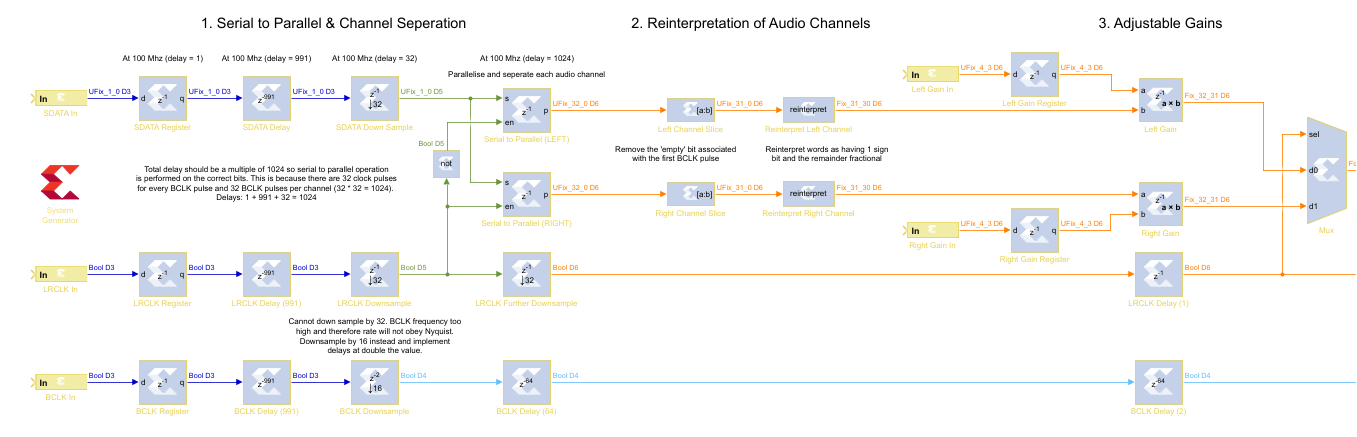 1. Serial to Parallel & Channel Seperation
2. Reinterpretation of Audio Channels
3. Adjustable Gains
At 100 Mhz (delay = 1)
At 100 Mhz (delay = 991)
At 100 Mhz (delay = 32)
At 100 Mhz (delay = 1024)
Parallelise and seperate each audio channel
In
UFix_1_0 D3
d z-1 q
UFix_1_0 D3
z-991
UFix_1_0 D3
z-1
↓32
UFix_1_0 D5
SDATA In
SDATA Register
SDATA Delay
SDATA Down Sample
s
en
z-1
p
UFix_32_0 D6
Serial to Parallel (LEFT)
[a:b]
UFix_31_0 D6
Left Channel Slice
reinterpret
Fix_31_30 D6
Reinterpret Left Channel
In
UFix_4_3 D6
d z-1 q
UFix_4_3 D6
Left Gain In
Left Gain Register
a
b
z-1
a × b
Fix_32_31 D6
Left Gain
Bool D5
not
Remove the 'empty' bit associated
with the first BCLK pulse
Reinterpret words as having 1 sign
bit and the remainder fractional
System
Generator
Total delay should be a multiple of 1024 so serial to parallel operation
is performed on the correct bits. This is because there are 32 clock pulses
for every BCLK pulse and 32 BCLK pulses per channel (32 * 32 = 1024).
Delays: 1 + 991 + 32 = 1024
s
en
z-1
p
UFix_32_0 D6
Serial to Parallel (RIGHT)
[a:b]
UFix_31_0 D6
Right Channel Slice
reinterpret
Fix_31_30 D6
Reinterpret Right Channel
In
UFix_4_3 D6
d z-1 q
UFix_4_3 D6
Right Gain In
Right Gain Register
a
b
z-1
a × b
Fix_32_31 D6
Right Gain
sel
d0
d1
Mux
In
Bool D3
d z-1 q
Bool D3
z-991
Bool D3
z-1
↓32
Bool D5
z-1
↓32
Bool D6
z-1
Bool D6
LRCLK In
LRCLK Register
LRCLK Delay (991)
LRCLK Downsample
LRCLK Further Downsample
LRCLK Delay (1)
Cannot down sample by 32. BCLK frequency too
high and therefore rate will not obey Nyquist.
Downsample by 16 instead and implement
delays at double the value.
In
Bool D3
d z-1 q
Bool D3
z-991
Bool D3
z-2
↓16
Bool D4
z-64
Bool D4
z-64
Bool D4
BCLK In
BCLK Register
BCLK Delay (991)
BCLK Downsample
BCLK Delay (64)
BCLK Delay (2)